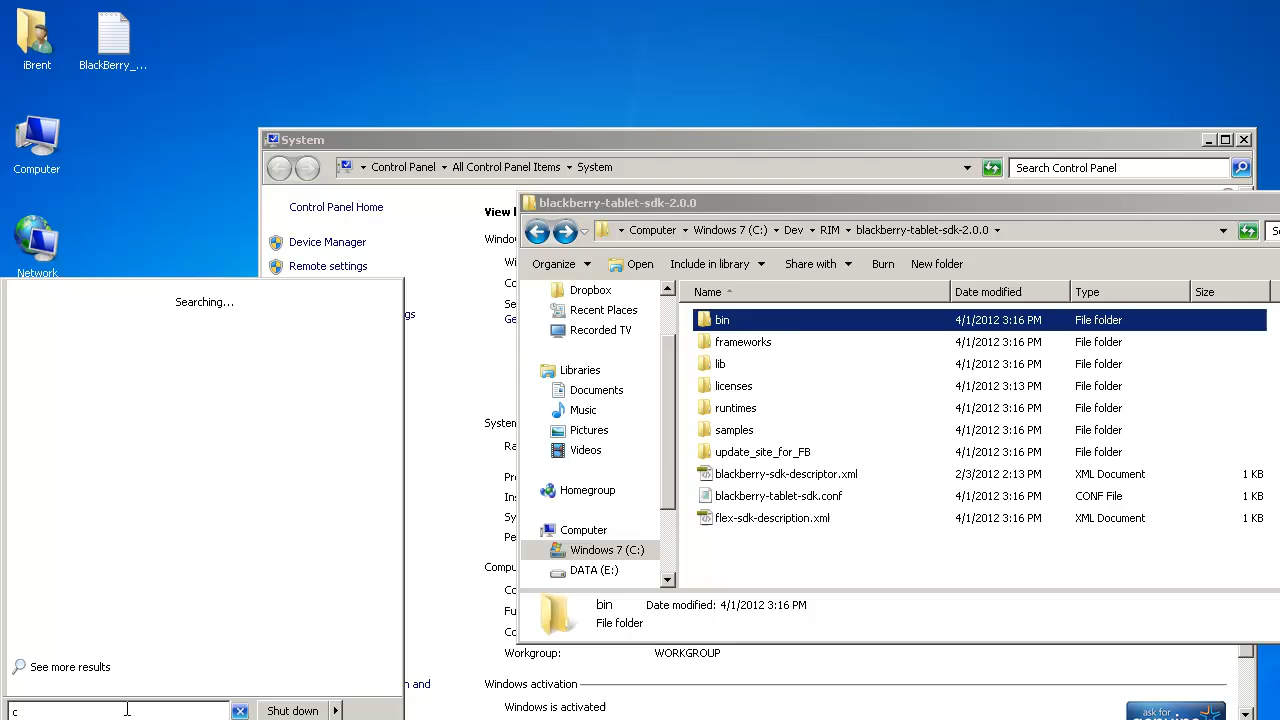 iBrent
BlackBerry_...
Computer
Network
System
Control Panel
All Control Panel Items
System
Search Control Panel
Control Panel Home
Device Manager
Remote settings
blackberry-tablet-sdk-2.0.0
Computer
Windows 7 (C:)
Dev
RIM
blackberry-tablet-sdk-2.0.0
Organize
Open
Include in library
Share with
Burn
New folder
Dropbox
Recent Places
Recorded TV
Libraries
Documents
Music
Pictures
Videos
Homegroup
Computer
Windows 7 (C:)
DATA (E:)
Name Date modified Type Size
bin 4/1/2012 3:16 PM File folder
frameworks 4/1/2012 3:16 PM File folder
lib 4/1/2012 3:16 PM File folder
licenses 4/1/2012 3:13 PM File folder
runtimes 4/1/2012 3:16 PM File folder
samples 4/1/2012 3:16 PM File folder
update_site_for_FB 4/1/2012 3:16 PM File folder
blackberry-sdk-descriptor.xml 2/3/2012 2:13 PM XML Document 1 KB
blackberry-tablet-sdk.conf 4/1/2012 3:16 PM CONF File 1 KB
flex-sdk-description.xml 4/1/2012 3:16 PM XML Document 1 KB
bin Date modified: 4/1/2012 3:16 PM
File folder
Workgroup: WORKGROUP
Windows activation
Windows is activated
ask for
Searching...
See more results
c
Shut down